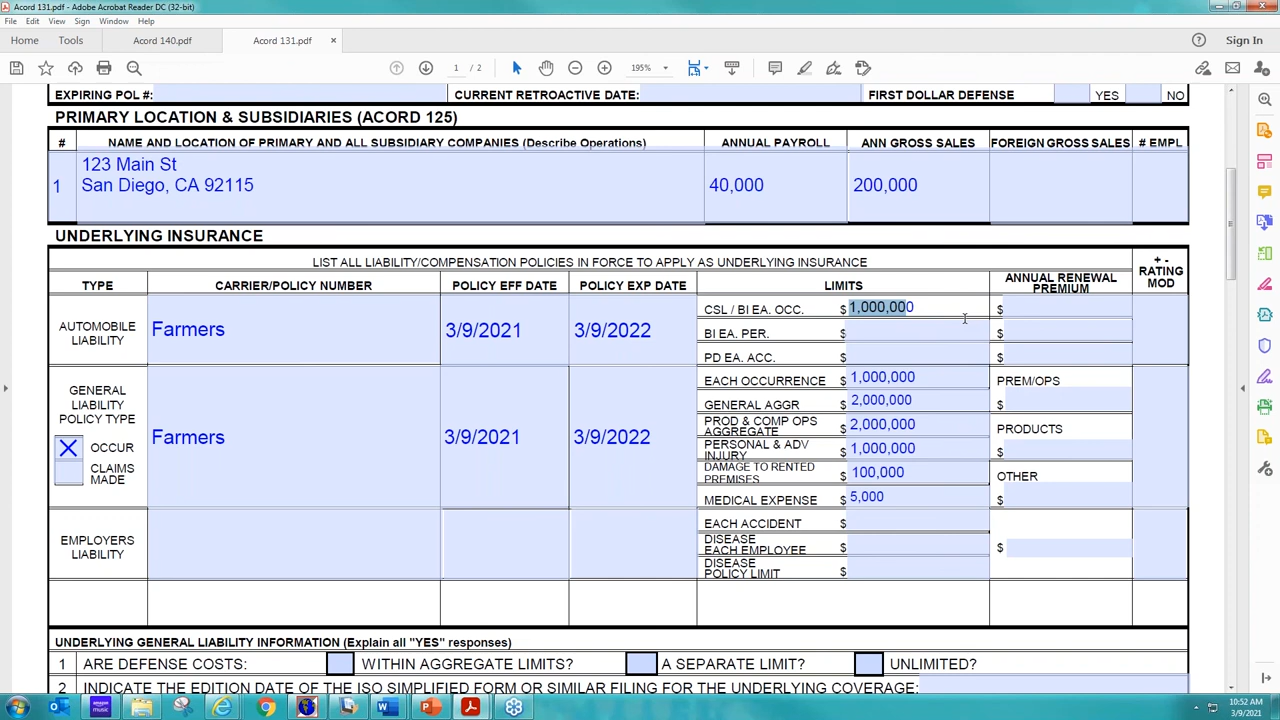 Acord 131.pdf - Adobe Acrobat Reader DC (32-bit)
File Edit View Sign Window Help
Home Tools Acord 140.pdf Acord 131.pdf × Sign In
1 / 2 195%
EXPIRING POL #: CURRENT RETROACTIVE DATE: FIRST DOLLAR DEFENSE YES NO
PRIMARY LOCATION & SUBSIDIARIES (ACORD 125)
# NAME AND LOCATION OF PRIMARY AND ALL SUBSIDIARY COMPANIES (Describe Operations) ANNUAL PAYROLL ANN GROSS SALES FOREIGN GROSS SALES # EMPL
1 123 Main St
San Diego, CA 92115 40,000 200,000
UNDERLYING INSURANCE
LIST ALL LIABILITY/COMPENSATION POLICIES IN FORCE TO APPLY AS UNDERLYING INSURANCE
TYPE CARRIER/POLICY NUMBER POLICY EFF DATE POLICY EXP DATE LIMITS ANNUAL RENEWAL PREMIUM + - RATING MOD
AUTOMOBILE LIABILITY Farmers 3/9/2021 3/9/2022
CSL / BI EA. OCC. $ 1,000,000 $
BI EA. PER. $ $
PD EA. ACC. $ $
GENERAL LIABILITY POLICY TYPE
X OCCUR
CLAIMS MADE
Farmers 3/9/2021 3/9/2022
EACH OCCURRENCE $ 1,000,000 PREM/OPS
GENERAL AGGR $ 2,000,000 $
PROD & COMP OPS AGGREGATE $ 2,000,000 PRODUCTS
PERSONAL & ADV INJURY $ 1,000,000 $
DAMAGE TO RENTED PREMISES $ 100,000 OTHER
MEDICAL EXPENSE $ 5,000 $
EMPLOYERS LIABILITY
EACH ACCIDENT $
DISEASE EACH EMPLOYEE $ $
DISEASE POLICY LIMIT $
UNDERLYING GENERAL LIABILITY INFORMATION (Explain all "YES" responses)
1 ARE DEFENSE COSTS: WITHIN AGGREGATE LIMITS? A SEPARATE LIMIT? UNLIMITED?
2 INDICATE THE EDITION DATE OF THE ISO SIMPLIFIED FORM OR SIMILAR FILING FOR THE UNDERLYING COVERAGE:
amazon music
10:52 AM
3/9/2021